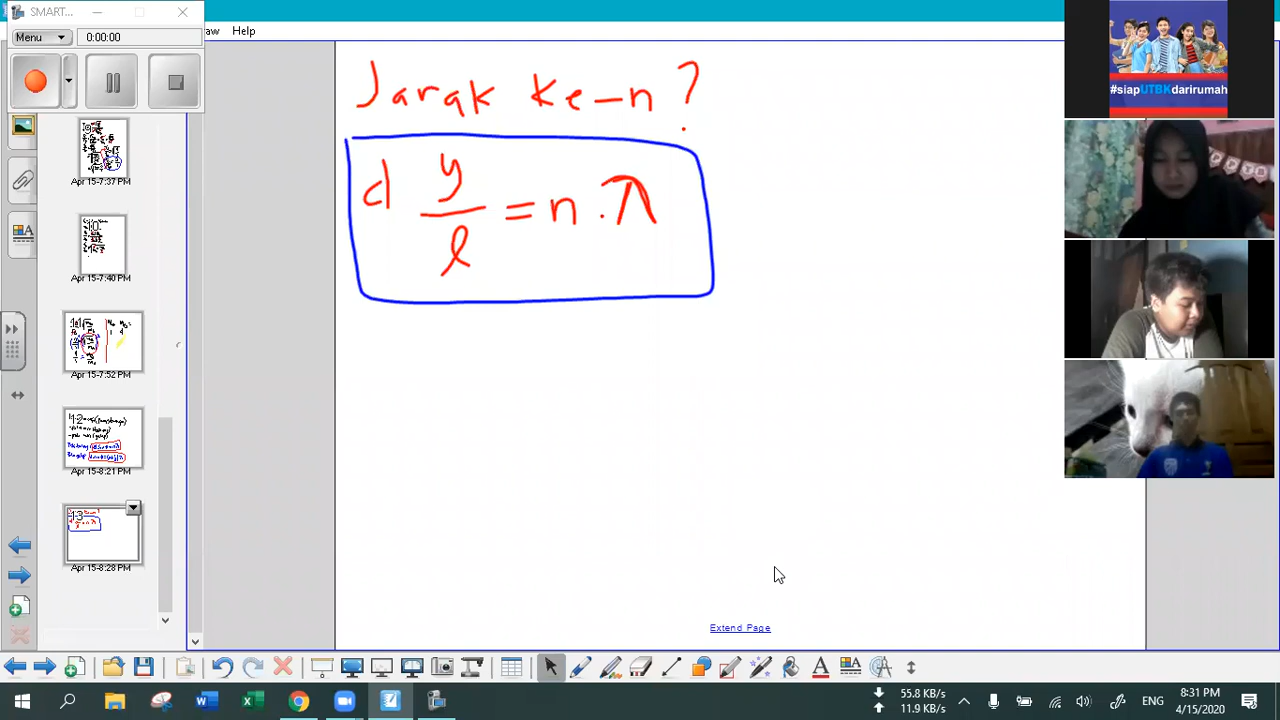 SMART...
Menu
0:00:00
aw Help
Jarak ke-n ?
d y/l = n . λ
Apr 15-7:37 PM
Apr 15-7:40 PM
Apr 15-7:52 PM
Apr 15-8:21 PM
Apr 15-8:28 PM
Extend Page
#siapUTBKdarirumah
55.8 KB/s
11.9 KB/s
ENG
8:31 PM
4/15/2020